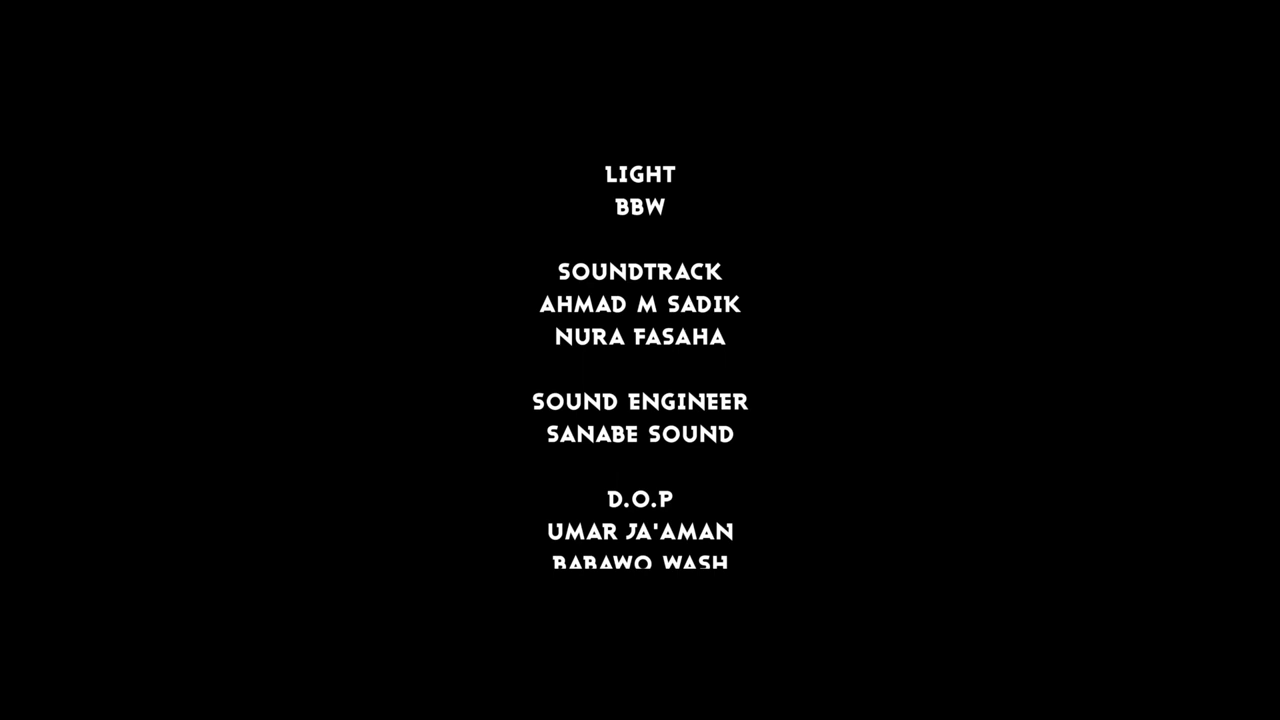 LIGHT
BBW
SOUNDTRACK
AHMAD M SADIK
NURA FASAHA
SOUND ENGINEER
SANABE SOUND
D.O.P
UMAR JA'AMAN
BABAWO WASH